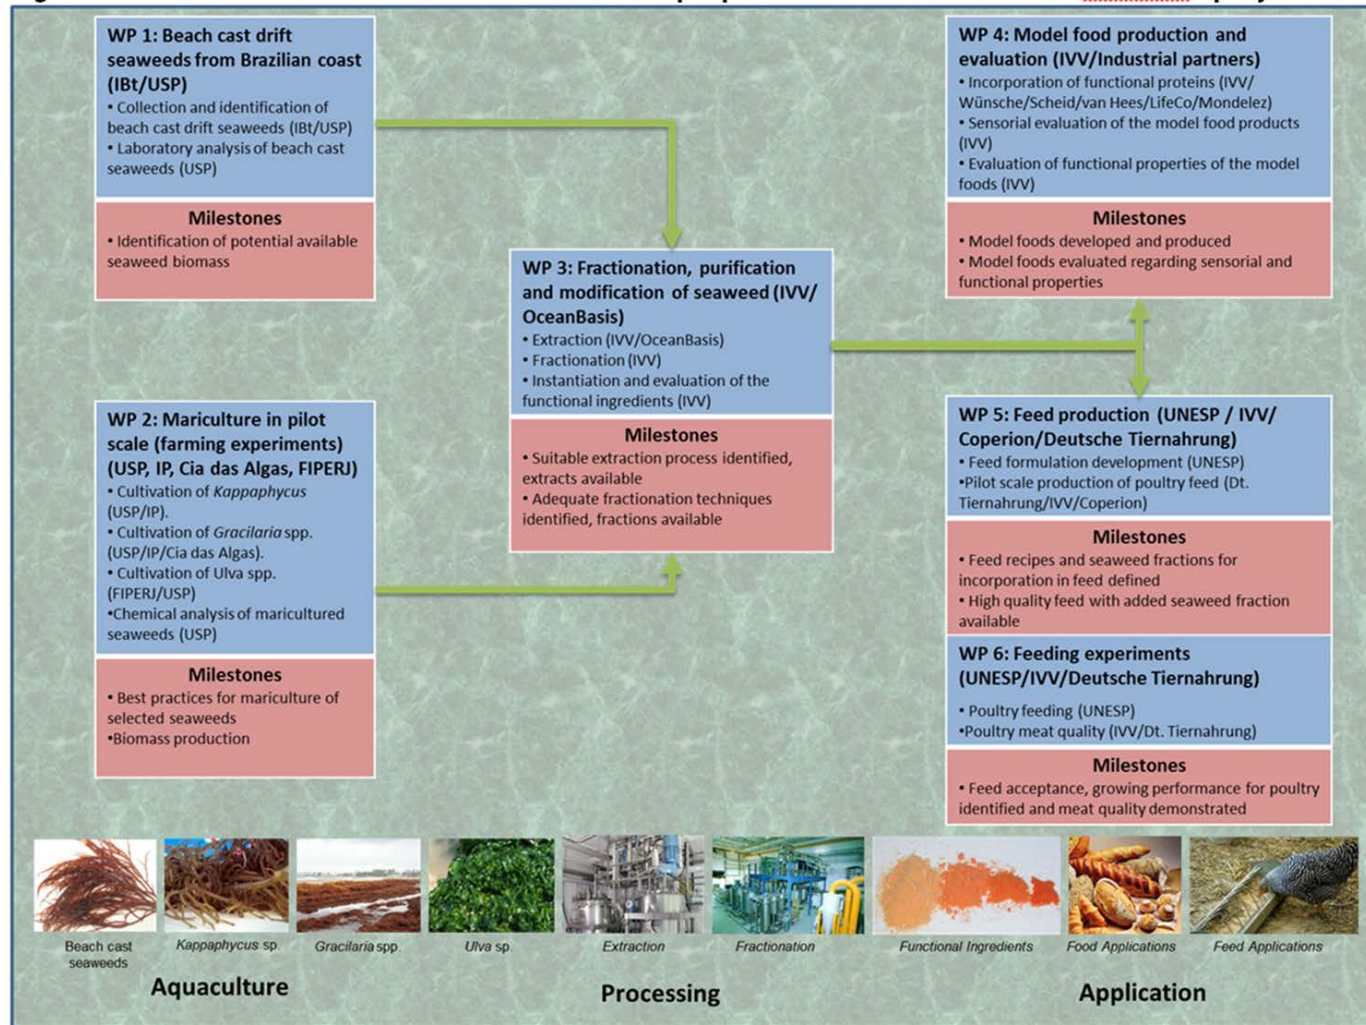 WP 1: Beach cast drift
seaweeds from Brazilian coast
(IBt/USP)
• Collection and identification of
beach cast drift seaweeds (IBt/USP)
• Laboratory analysis of beach cast
seaweeds (USP)
Milestones
• Identification of potential available
seaweed biomass
WP 2: Mariculture in pilot
scale (farming experiments)
(USP, IP, Cia das Algas, FIPERJ)
• Cultivation of Kappaphycus
(USP/IP).
• Cultivation of Gracilaria spp.
(USP/IP/Cia das Algas).
• Cultivation of Ulva spp.
(FIPERJ/USP)
•Chemical analysis of maricultured
seaweeds (USP)
Milestones
• Best practices for mariculture of
selected seaweeds
•Biomass production
WP 3: Fractionation, purification
and modification of seaweed (IVV/
OceanBasis)
• Extraction (IVV/OceanBasis)
• Fractionation (IVV)
• Instantiation and evaluation of the
functional ingredients (IVV)
Milestones
• Suitable extraction process identified,
extracts available
• Adequate fractionation techniques
identified, fractions available
WP 4: Model food production and
evaluation (IVV/Industrial partners)
• Incorporation of functional proteins (IVV/
Wünsche/Scheid/van Hees/LifeCo/Mondelez)
• Sensorial evaluation of the model food products
(IVV)
• Evaluation of functional properties of the model
foods (IVV)
Milestones
• Model foods developed and produced
• Model foods evaluated regarding sensorial and
functional properties
WP 5: Feed production (UNESP / IVV/
Coperion/Deutsche Tiernahrung)
• Feed formulation development (UNESP)
•Pilot scale production of poultry feed (Dt.
Tiernahrung/IVV/Coperion)
Milestones
• Feed recipes and seaweed fractions for
incorporation in feed defined
• High quality feed with added seaweed fraction
available
WP 6: Feeding experiments
(UNESP/IVV/Deutsche Tiernahrung)
• Poultry feeding (UNESP)
•Poultry meat quality (IVV/Dt. Tiernahrung)
Milestones
• Feed acceptance, growing performance for poultry
identified and meat quality demonstrated
Beach cast
seaweeds
Kappaphycus sp.
Gracilaria spp.
Ulva sp.
Extraction
Fractionation
Functional Ingredients
Food Applications
Feed Applications
Aquaculture
Processing
Application